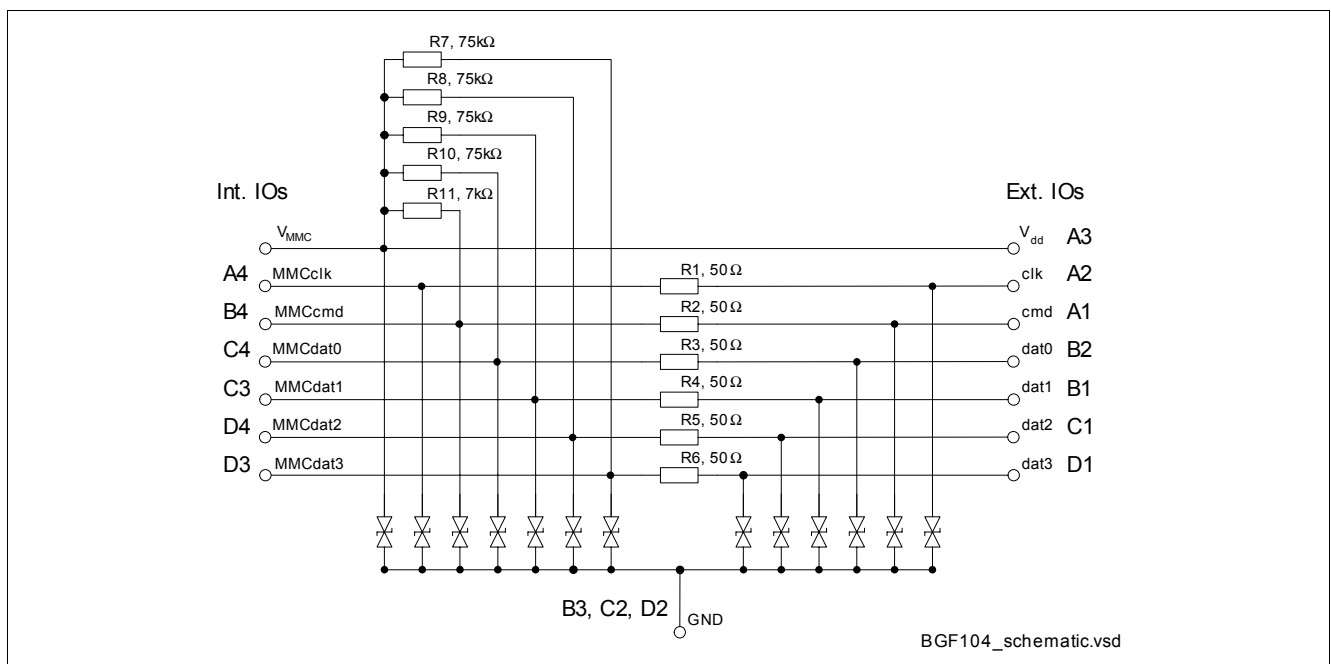 R7, 75kΩ
R8, 75kΩ
R9, 75kΩ
R10, 75kΩ
Int. IOs
Ext. IOs
R11, 7kΩ
VMMC
Vdd A3
A4 MMCclk R1, 50Ω clk A2
B4 MMCcmd R2, 50Ω cmd A1
C4 MMCdat0 R3, 50Ω dat0 B2
C3 MMCdat1 R4, 50Ω dat1 B1
D4 MMCdat2 R5, 50Ω dat2 C1
D3 MMCdat3 R6, 50Ω dat3 D1
B3, C2, D2
GND
BGF104_schematic.vsd